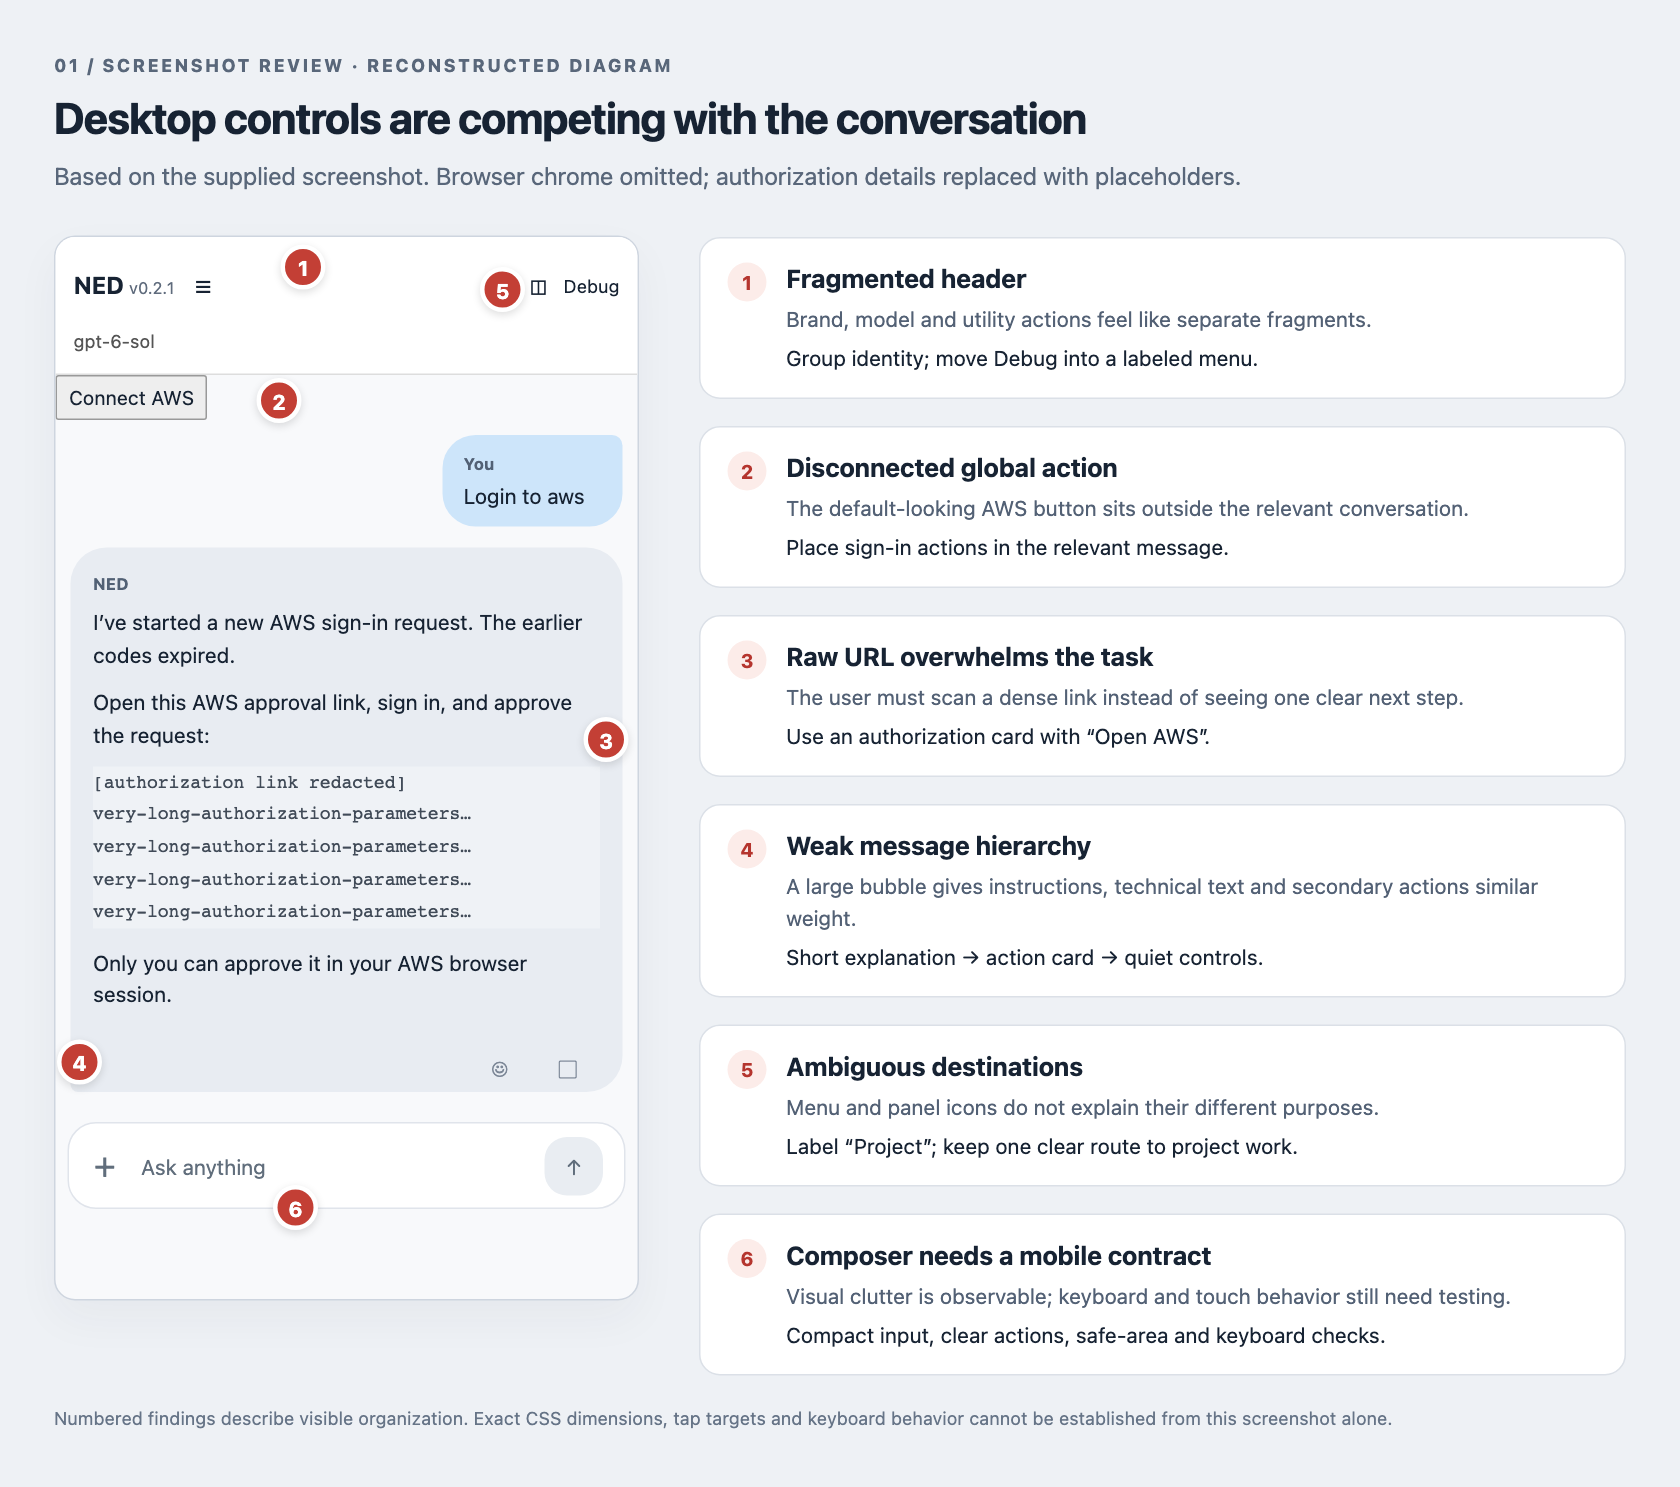 01 / SCREENSHOT REVIEW · RECONSTRUCTED DIAGRAM
Desktop controls are competing with the conversation
Based on the supplied screenshot. Browser chrome omitted; authorization details replaced with placeholders.
NED v0.2.1
1
5
Debug
gpt-6-sol
Connect AWS
2
You
Login to aws
NED
I’ve started a new AWS sign-in request. The earlier
codes expired.
Open this AWS approval link, sign in, and approve
the request:
3
[authorization link redacted]
very-long-authorization-parameters…
very-long-authorization-parameters…
very-long-authorization-parameters…
very-long-authorization-parameters…
Only you can approve it in your AWS browser
session.
4
Ask anything
6
1
Fragmented header
Brand, model and utility actions feel like separate fragments.
Group identity; move Debug into a labeled menu.
2
Disconnected global action
The default-looking AWS button sits outside the relevant conversation.
Place sign-in actions in the relevant message.
3
Raw URL overwhelms the task
The user must scan a dense link instead of seeing one clear next step.
Use an authorization card with “Open AWS”.
4
Weak message hierarchy
A large bubble gives instructions, technical text and secondary actions similar
weight.
Short explanation → action card → quiet controls.
5
Ambiguous destinations
Menu and panel icons do not explain their different purposes.
Label “Project”; keep one clear route to project work.
6
Composer needs a mobile contract
Visual clutter is observable; keyboard and touch behavior still need testing.
Compact input, clear actions, safe-area and keyboard checks.
Numbered findings describe visible organization. Exact CSS dimensions, tap targets and keyboard behavior cannot be established from this screenshot alone.